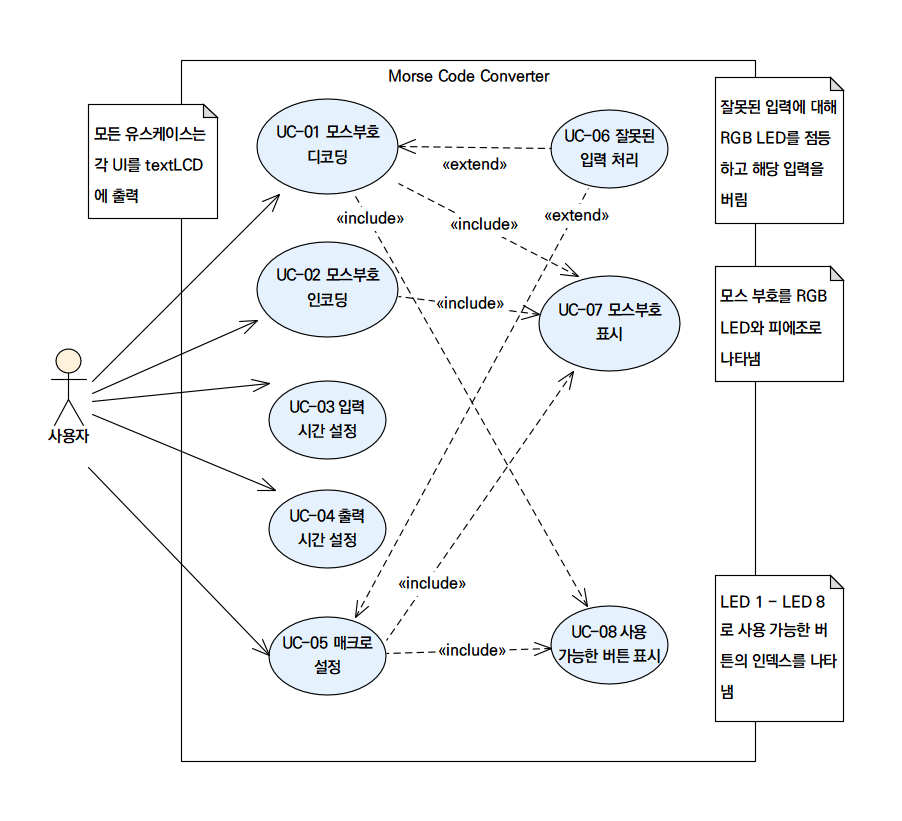 Morse Code Converter
모든 유스케이스는
각 UI를 textLCD
에 출력
UC-01 모스부호
디코딩
UC-06 잘못된
입력 처리
잘못된 입력에 대해
RGB LED를 점등
하고 해당 입력을
버림
«extend»
«include»
«include»
«extend»
UC-02 모스부호
인코딩
«include»
UC-07 모스부호
표시
모스 부호를 RGB
LED와 피에조로
나타냄
사용자
UC-03 입력
시간 설정
UC-04 출력
시간 설정
«include»
UC-05 매크로
설정
«include»
UC-08 사용
가능한 버튼 표시
LED 1 - LED 8
로 사용 가능한 버
튼의 인덱스를 나타
냄